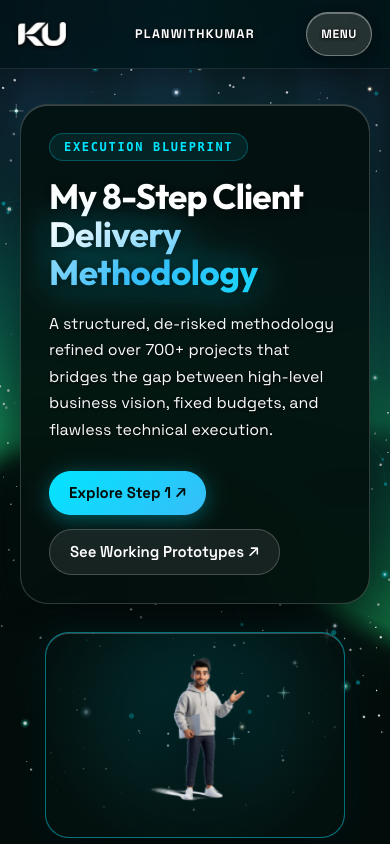 KU
PLANWITHKUMAR
MENU
EXECUTION BLUEPRINT
My 8-Step Client
Delivery
Methodology
A structured, de-risked methodology
refined over 700+ projects that
bridges the gap between high-level
business vision, fixed budgets, and
flawless technical execution.
Explore Step 1 ↗
See Working Prototypes ↗